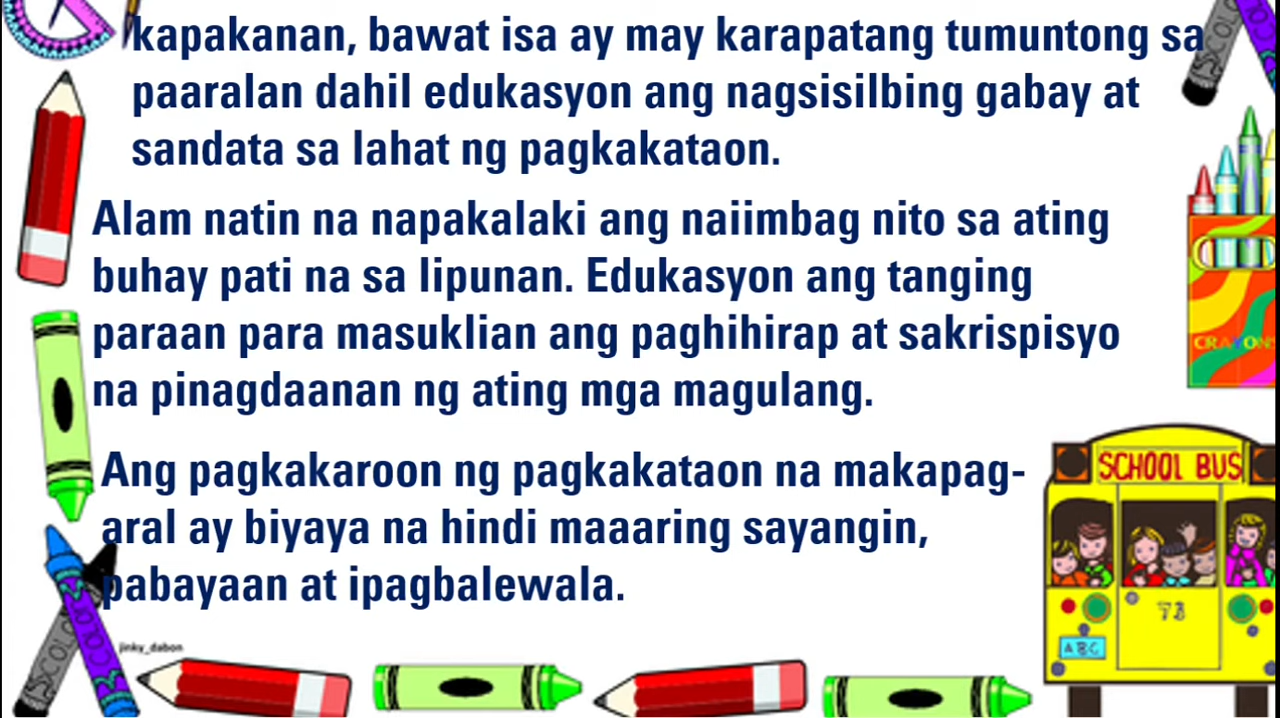 kapakanan, bawat isa ay may karapatang tumuntong sa
paaralan dahil edukasyon ang nagsisilbing gabay at
sandata sa lahat ng pagkakataon.
Alam natin na napakalaki ang naiimbag nito sa ating
buhay pati na sa lipunan. Edukasyon ang tanging
paraan para masuklian ang paghihirap at sakrispisyo
na pinagdaanan ng ating mga magulang.
Ang pagkakaroon ng pagkakataon na makapag-
aral ay biyaya na hindi maaaring sayangin,
pabayaan at ipagbalewala.
jinky_dabon
CRAYONS
SCHOOL BUS
73
ABC